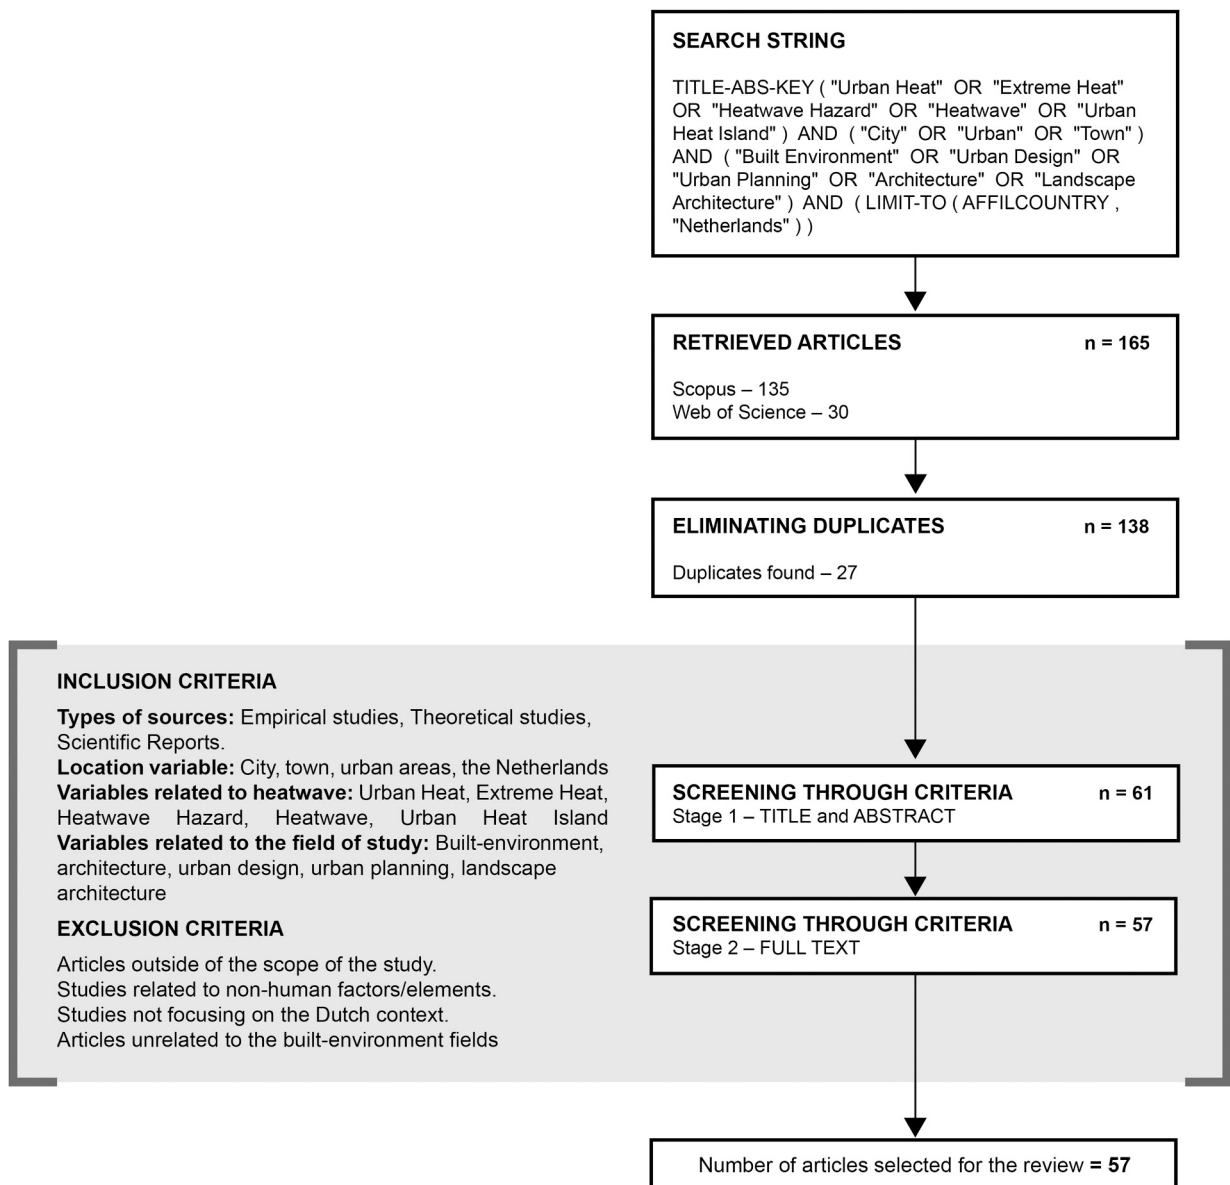 SEARCH STRING
TITLE-ABS-KEY ( "Urban Heat" OR "Extreme Heat"
OR "Heatwave Hazard" OR "Heatwave" OR "Urban
Heat Island" ) AND ( "City" OR "Urban" OR "Town" )
AND ( "Built Environment" OR "Urban Design" OR
"Urban Planning" OR "Architecture" OR "Landscape
Architecture" ) AND ( LIMIT-TO ( AFFILCOUNTRY ,
"Netherlands" ) )
RETRIEVED ARTICLES n = 165
Scopus – 135
Web of Science – 30
ELIMINATING DUPLICATES n = 138
Duplicates found – 27
INCLUSION CRITERIA
Types of sources: Empirical studies, Theoretical studies,
Scientific Reports.
Location variable: City, town, urban areas, the Netherlands
Variables related to heatwave: Urban Heat, Extreme Heat,
Heatwave Hazard, Heatwave, Urban Heat Island
Variables related to the field of study: Built-environment,
architecture, urban design, urban planning, landscape
architecture
EXCLUSION CRITERIA
Articles outside of the scope of the study.
Studies related to non-human factors/elements.
Studies not focusing on the Dutch context.
Articles unrelated to the built-environment fields
SCREENING THROUGH CRITERIA n = 61
Stage 1 – TITLE and ABSTRACT
SCREENING THROUGH CRITERIA n = 57
Stage 2 – FULL TEXT
Number of articles selected for the review = 57